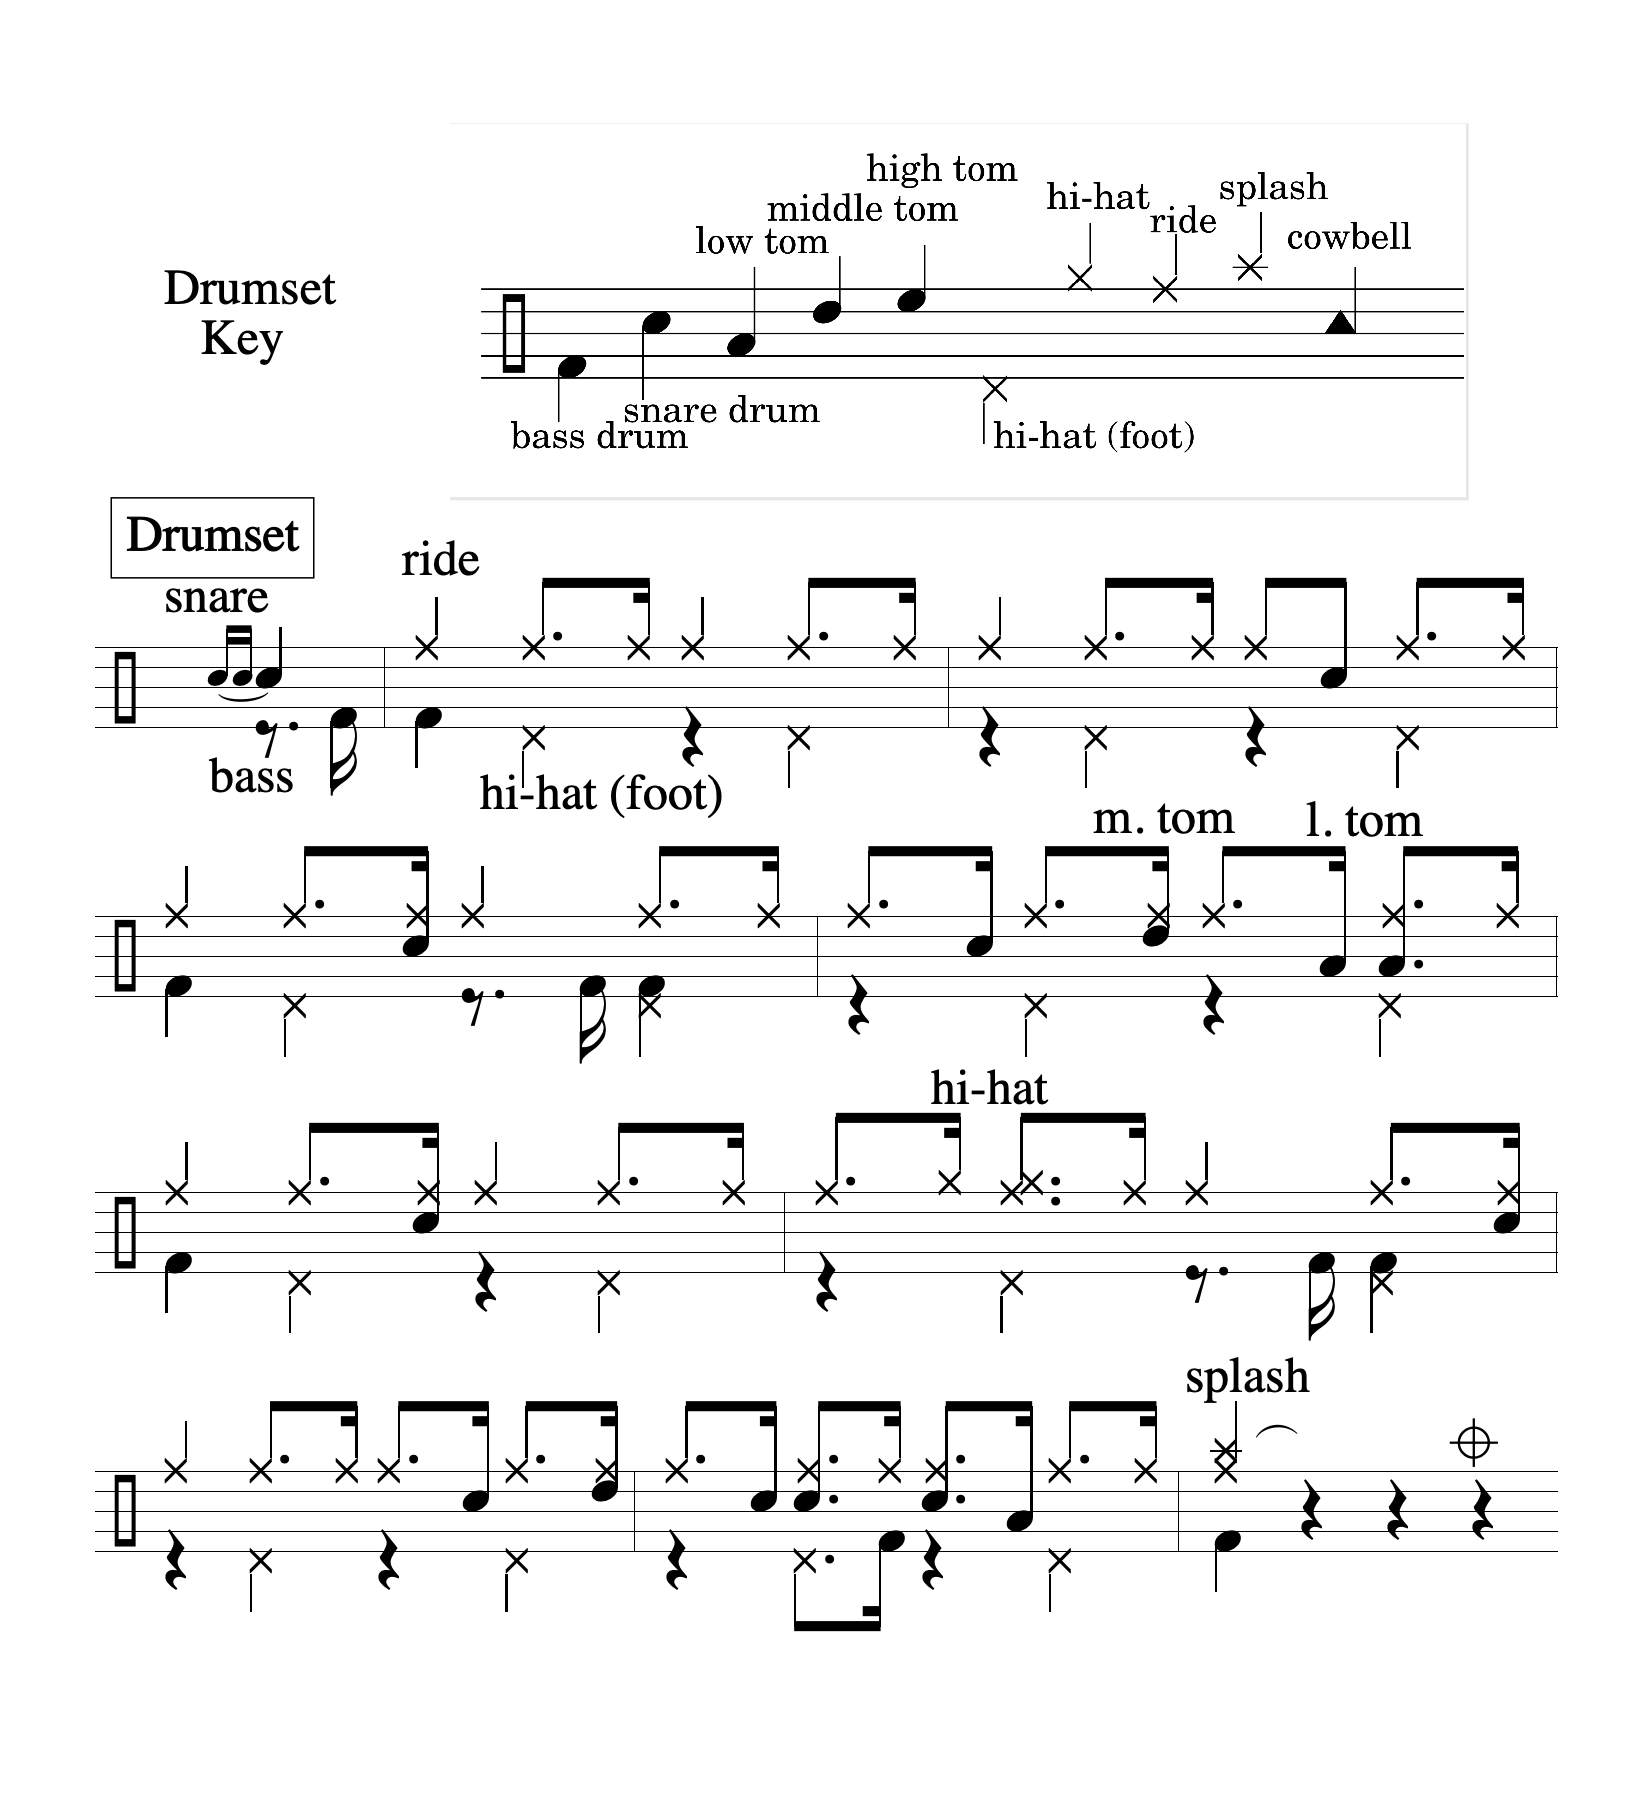 high tom
middle tom
low tom
hi-hat
ride
splash
cowbell
Drumset
Key
snare drum
bass drum
hi-hat (foot)
Drumset
snare
ride
bass
hi-hat (foot)
m. tom
l. tom
hi-hat
splash